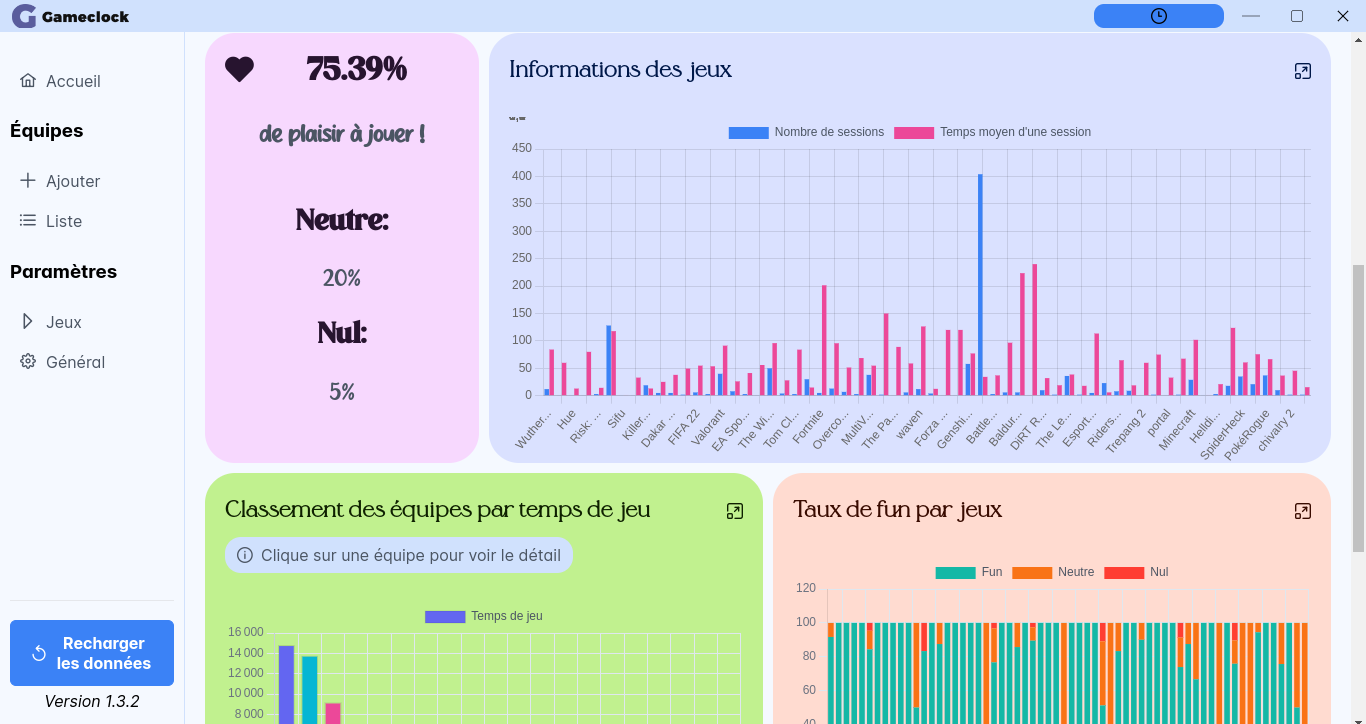 Gameclock
Accueil
Équipes
Ajouter
Liste
Paramètres
Jeux
Général
Recharger
les données
Version 1.3.2
75.39%
de plaisir à jouer !
Neutre:
20%
Nul:
5%
Informations des jeux
Nombre de sessions
Temps moyen d'une session
450
400
350
300
250
200
150
100
50
0
Wuther...
Hue
Risk: ...
Sifu
Killer...
Dakar ...
FIFA 22
Valorant
EA Spo...
The Wi...
Tom Cl...
Fortnite
Overco...
MultiV...
The Pa...
waven
Forza ...
Genshi...
Battle...
Baldur...
DiRT R...
The Le...
Esport...
Riders...
Trepang 2
portal
Minecraft
Helldi...
SpiderHeck
PokéRogue
chivalry 2
Classement des équipes par temps de jeu
Clique sur une équipe pour voir le détail
Temps de jeu
16 000
14 000
12 000
10 000
8 000
Taux de fun par jeux
Fun
Neutre
Nul
120
100
80
60
40